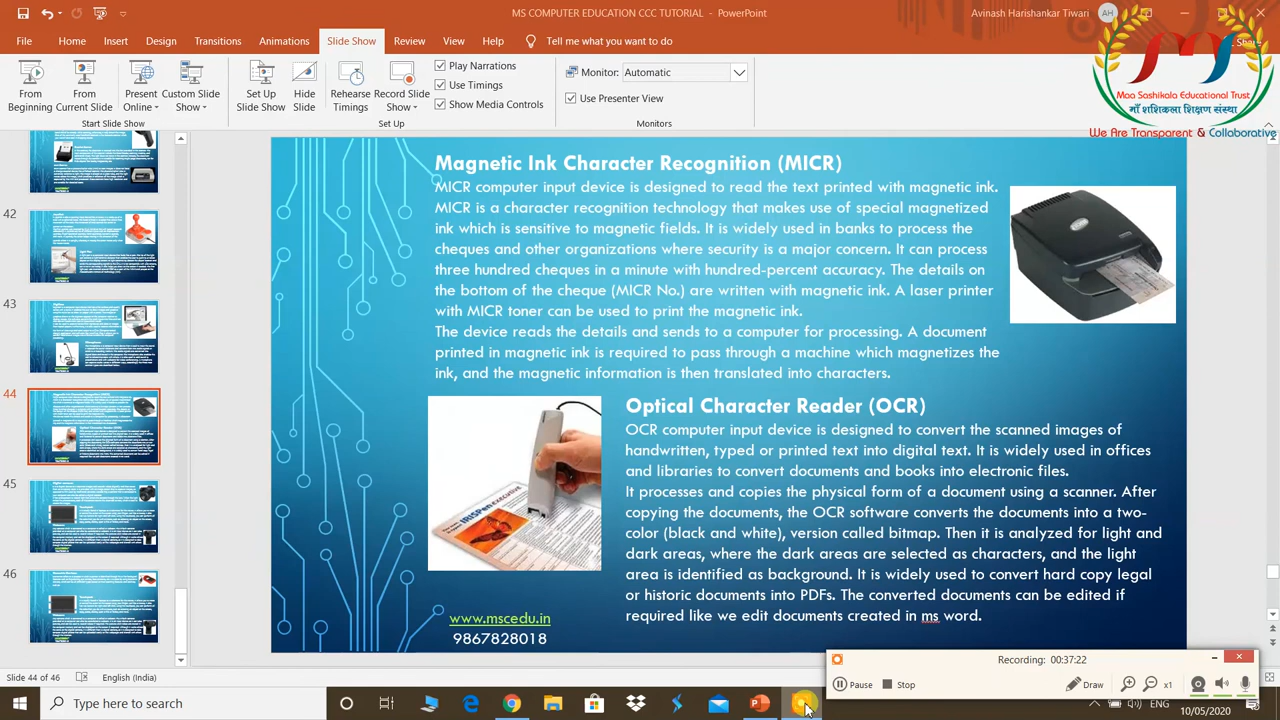 MS COMPUTER EDUCATION CCC TUTORIAL - PowerPoint
Avinash Harishankar Tiwari AH
File Home Insert Design Transitions Animations Slide Show Review View Help Tell me what you want to do
From Beginning
From Current Slide
Present Online
Custom Slide Show
Set Up Slide Show
Hide Slide
Rehearse Timings
Record Slide Show
Play Narrations
Use Timings
Show Media Controls
Monitor: Automatic
Use Presenter View
Start Slide Show
Set Up
Monitors
Maa Sashikala Educational Trust
माँ शशिकला शिक्षण संस्था
We Are Transparent & Collaborative
42
43
44
45
46
Magnetic Ink Character Recognition (MICR)
MICR computer input device is designed to read the text printed with magnetic ink.
MICR is a character recognition technology that makes use of special magnetized
ink which is sensitive to magnetic fields. It is widely used in banks to process the
cheques and other organizations where security is a major concern. It can process
three hundred cheques in a minute with hundred-percent accuracy. The details on
the bottom of the cheque (MICR No.) are written with magnetic ink. A laser printer
with MICR toner can be used to print the magnetic ink.
The device reads the details and sends to a computer for processing. A document
printed in magnetic ink is required to pass through a machine which magnetizes the
ink, and the magnetic information is then translated into characters.
Optical Character Reader (OCR)
OCR computer input device is designed to convert the scanned images of
handwritten, typed or printed text into digital text. It is widely used in offices
and libraries to convert documents and books into electronic files.
It processes and copies the physical form of a document using a scanner. After
copying the documents, the OCR software converts the documents into a two-
color (black and white), version called bitmap. Then it is analyzed for light and
dark areas, where the dark areas are selected as characters, and the light
area is identified as background. It is widely used to convert hard copy legal
or historic documents into PDFs. The converted documents can be edited if
required like we edit documents created in ms word.
www.mscedu.in
9867828018
Recording: 00:37:22
Pause Stop Draw x1
Slide 44 of 46 English (India)
Type here to search
ENG
10/05/2020